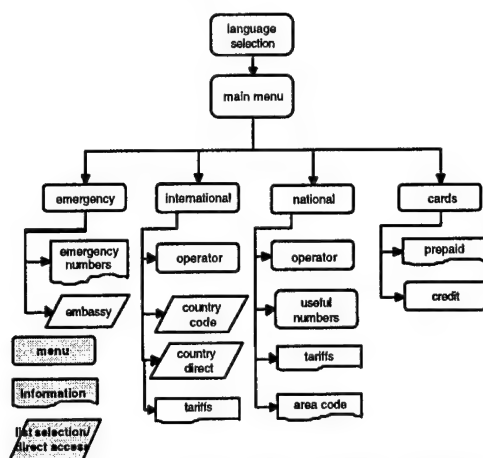 language
selection
main menu
emergency
international
national
cards
emergency
numbers
embassy
operator
country
code
country
direct
tariffs
operator
useful
numbers
tariffs
area code
prepaid
credit
menu
information
list selection/
direct access